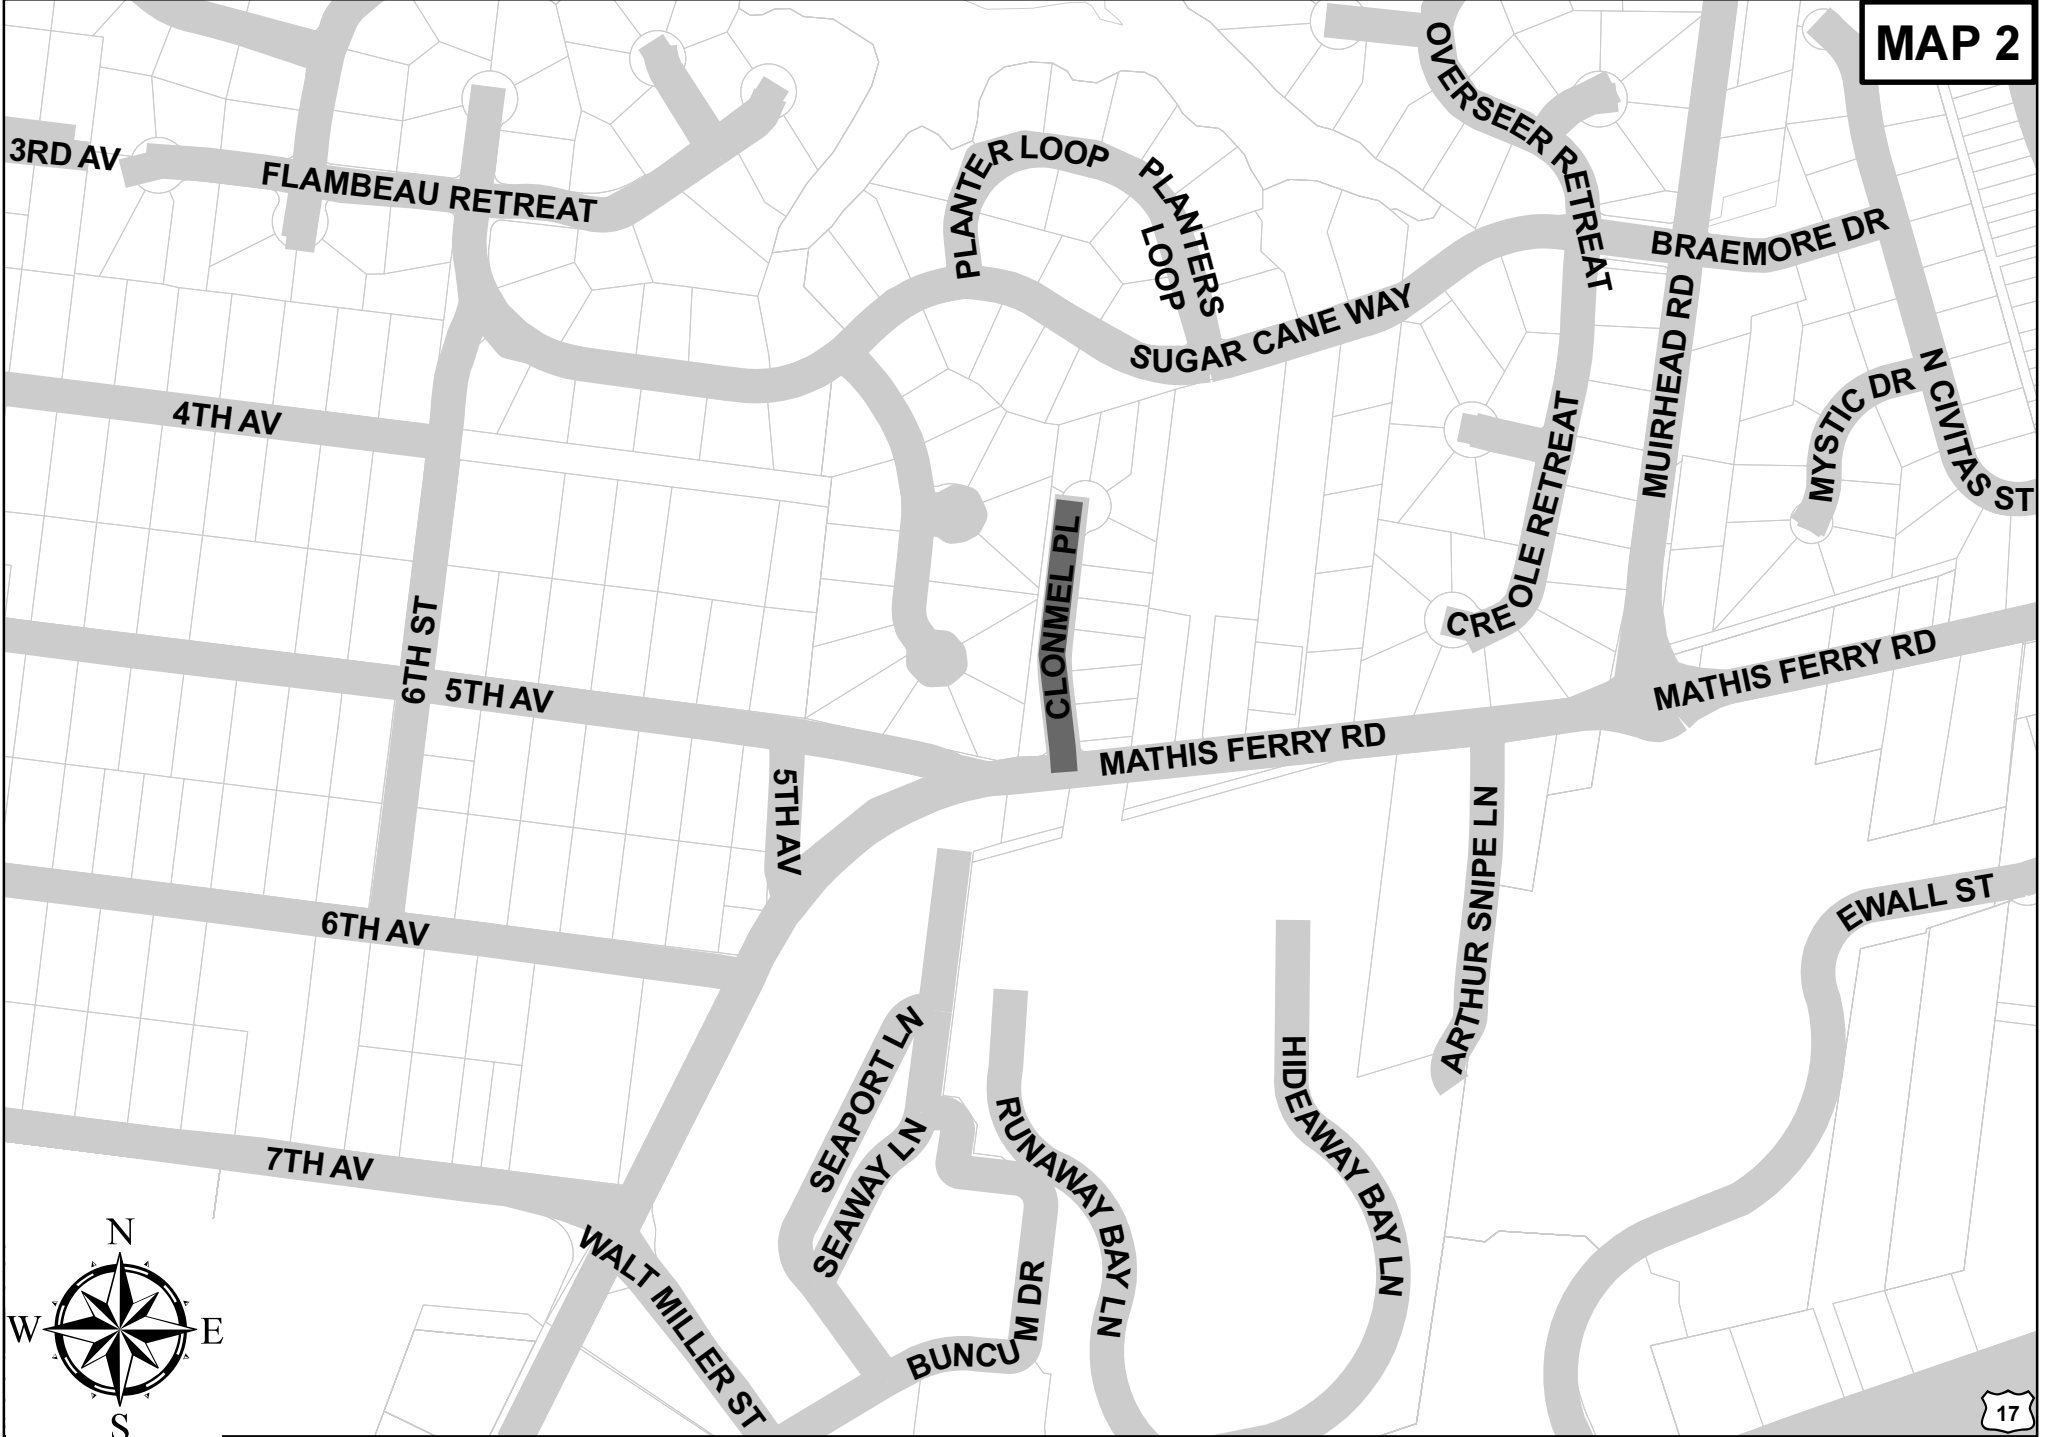 MAP 2
OVERSEER RETREAT
3RD AV
FLAMBEAU RETREAT
PLANTER LOOP
PLANTERS
LOOP
BRAEMORE DR
SUGAR CANE WAY
MUIRHEAD RD
N CIVITAS ST
MYSTIC DR
4TH AV
CREOLE RETREAT
CLONMEL PL
6TH ST
5TH AV
MATHIS FERRY RD
MATHIS FERRY RD
5TH AV
ARTHUR SNIPE LN
EWALL ST
6TH AV
SEAPORT LN
SEAWAY LN
RUNAWAY BAY LN
HIDEAWAY BAY LN
7TH AV
WALT MILLER ST
BUNCUM DR
N
W E
S
17